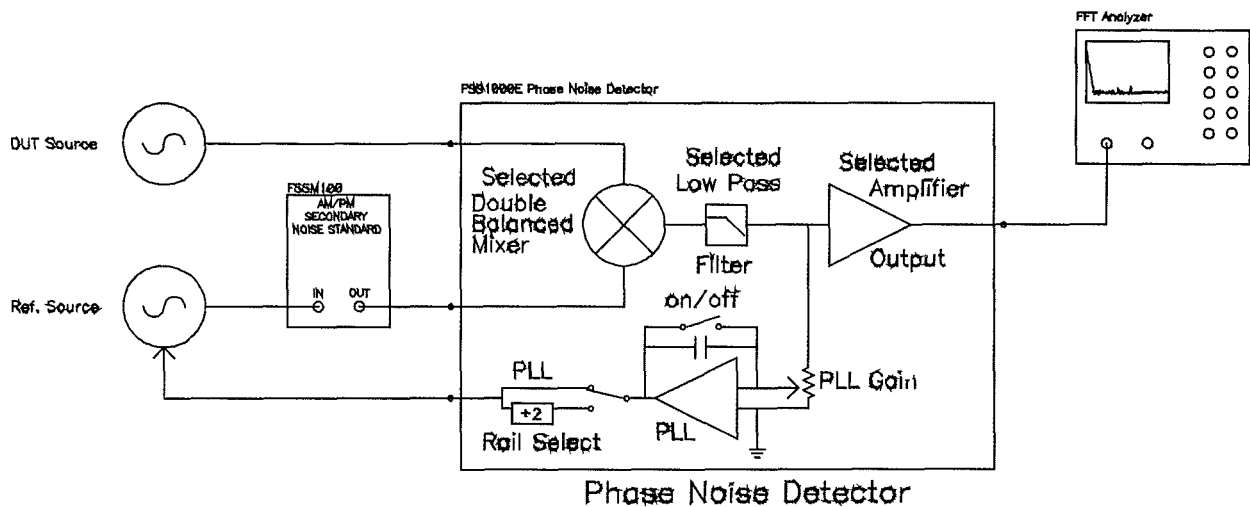 FFT Analyzer
FSS1000E Phase Noise Detector
DUT Source
FSSM100
AM/PM
SECONDARY
NOISE STANDARD
IN OUT
Ref. Source
Selected
Double
Balanced
Mixer
Selected
Low Pass
Filter
Selected
Amplifier
Output
on/off
PLL Gain
PLL
PLL
+2
Rail Select
Phase Noise Detector